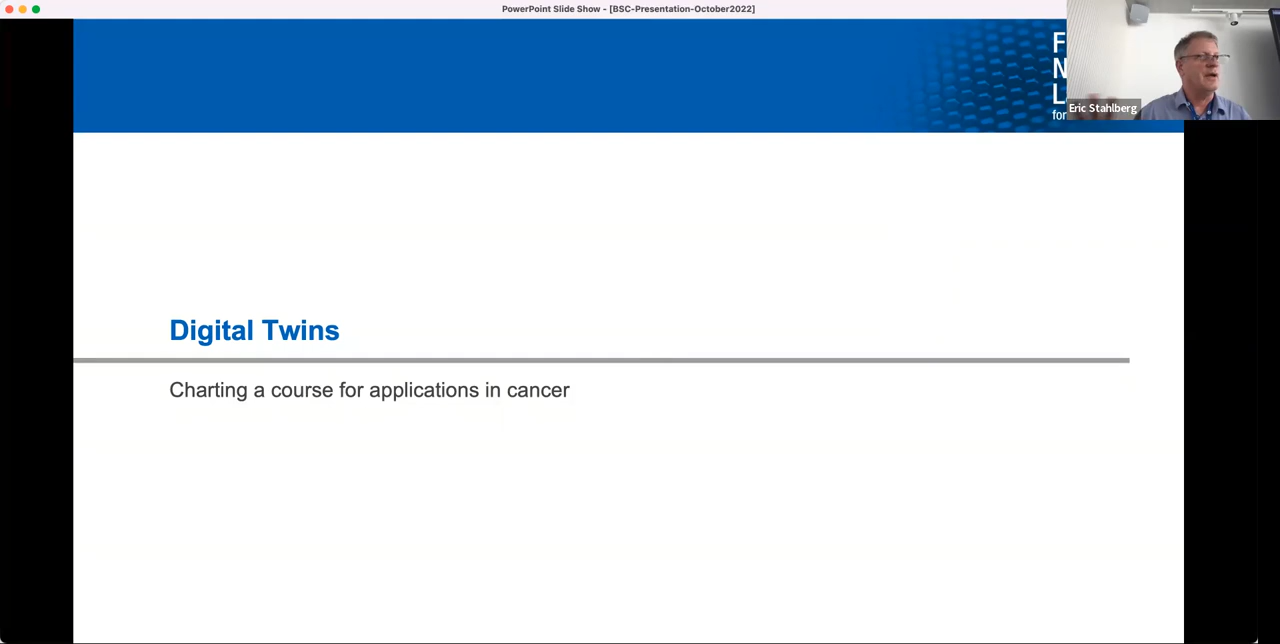 PowerPoint Slide Show - [BSC-Presentation-October2022]
Eric Stahlberg
Digital Twins
Charting a course for applications in cancer